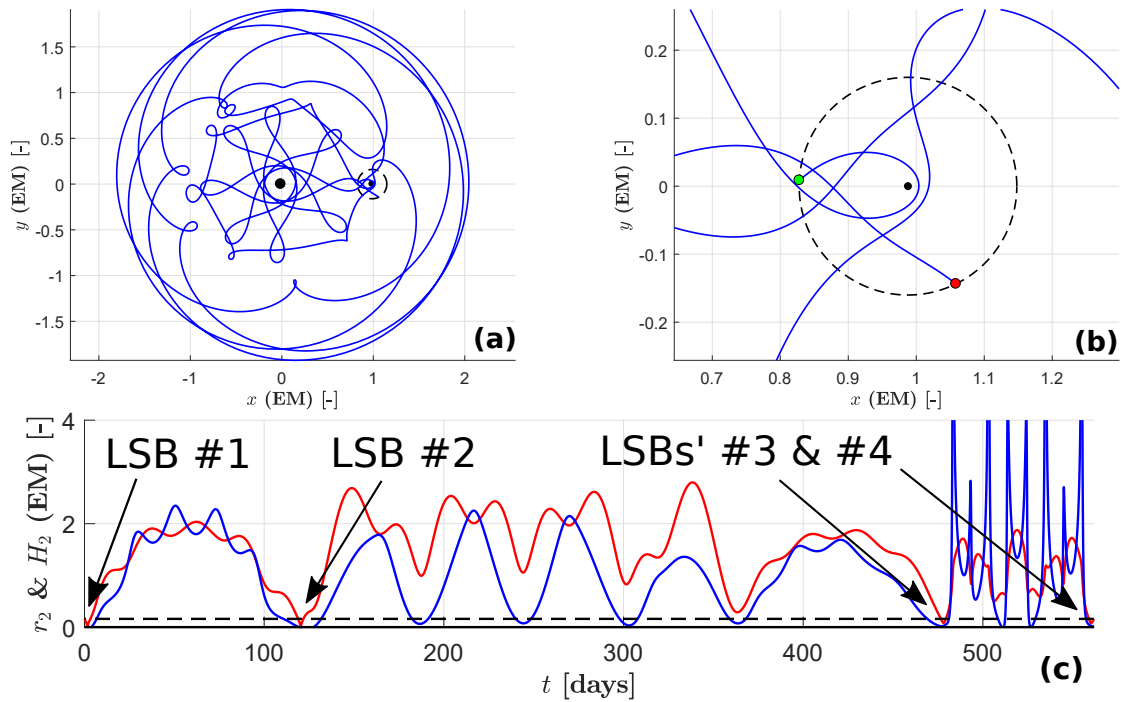 1.5
1
0.5
0
-0.5
-1
-1.5
-2
-1
0
1
2
y (EM) [-]
x (EM) [-]
(a)
0.2
0.1
0
-0.1
-0.2
0.7
0.8
0.9
1
1.1
1.2
y (EM) [-]
x (EM) [-]
(b)
4
2
0
0
100
200
300
400
500
r₂ & H₂ (EM) [-]
t [days]
LSB #1
LSB #2
LSBs' #3 & #4
(c)